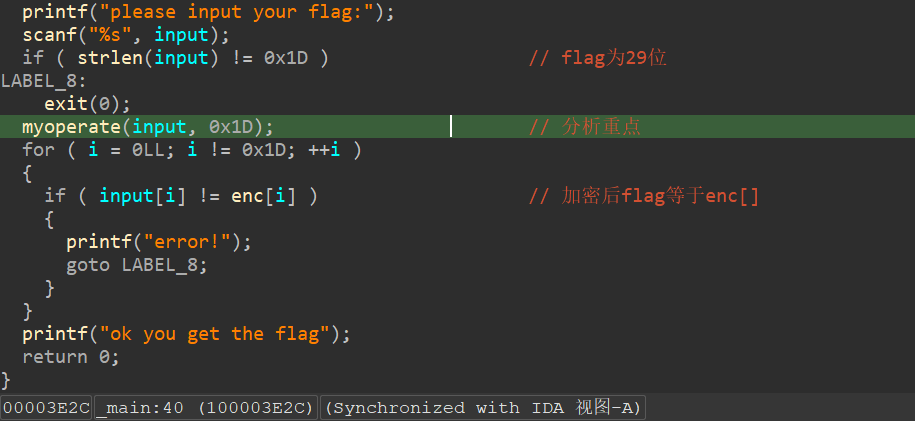 printf("please input your flag:");
scanf("%s", input);
if ( strlen(input) != 0x1D ) // flag为29位
LABEL_8:
exit(0);
myoperate(input, 0x1D); // 分析重点
for ( i = 0LL; i != 0x1D; ++i )
{
if ( input[i] != enc[i] ) // 加密后flag等于enc[]
{
printf("error!");
goto LABEL_8;
}
}
printf("ok you get the flag");
return 0;
}
00003E2C _main:40 (100003E2C) (Synchronized with IDA 视图-A)